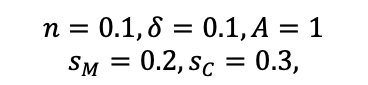 n = 0.1, δ = 0.1, A = 1
s_M = 0.2, s_C = 0.3,